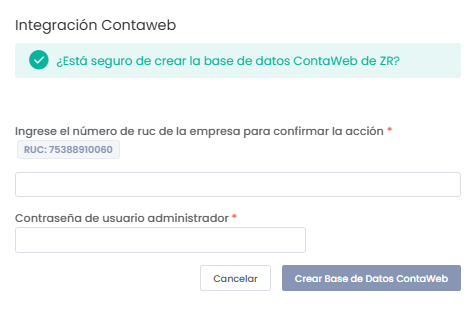 Integración Contaweb
¿Está seguro de crear la base de datos ContaWeb de ZR?
Ingrese el número de ruc de la empresa para confirmar la acción *
RUC: 75388910060
Contraseña de usuario administrador *
Cancelar
Crear Base de Datos ContaWeb